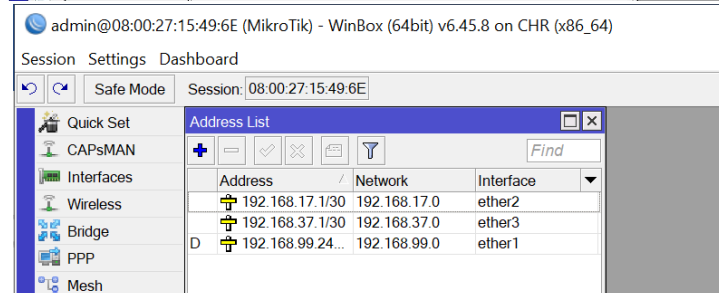 admin@08:00:27:15:49:6E (MikroTik) - WinBox (64bit) v6.45.8 on CHR (x86_64)
Session Settings Dashboard
Safe Mode Session: 08:00:27:15:49:6E
Quick Set
CAPsMAN
Interfaces
Wireless
Bridge
PPP
Mesh
Address List
Find
Address Network Interface
192.168.17.1/30 192.168.17.0 ether2
192.168.37.1/30 192.168.37.0 ether3
D 192.168.99.24... 192.168.99.0 ether1